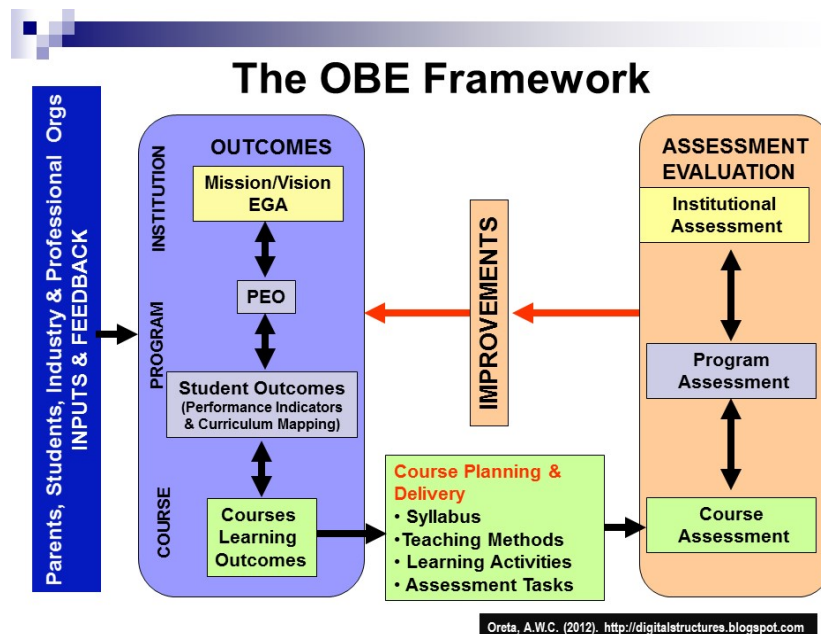 The OBE Framework
Parents, Students, Industry & Professional Orgs
INPUTS & FEEDBACK
INSTITUTION
PROGRAM
COURSE
OUTCOMES
Mission/Vision
EGA
PEO
Student Outcomes
(Performance Indicators
& Curriculum Mapping)
Courses
Learning
Outcomes
Course Planning &
Delivery
• Syllabus
•Teaching Methods
• Learning Activities
• Assessment Tasks
IMPROVEMENTS
ASSESSMENT
EVALUATION
Institutional
Assessment
Program
Assessment
Course
Assessment
Oreta, A.W.C. (2012). http://digitalstructures.blogspot.com